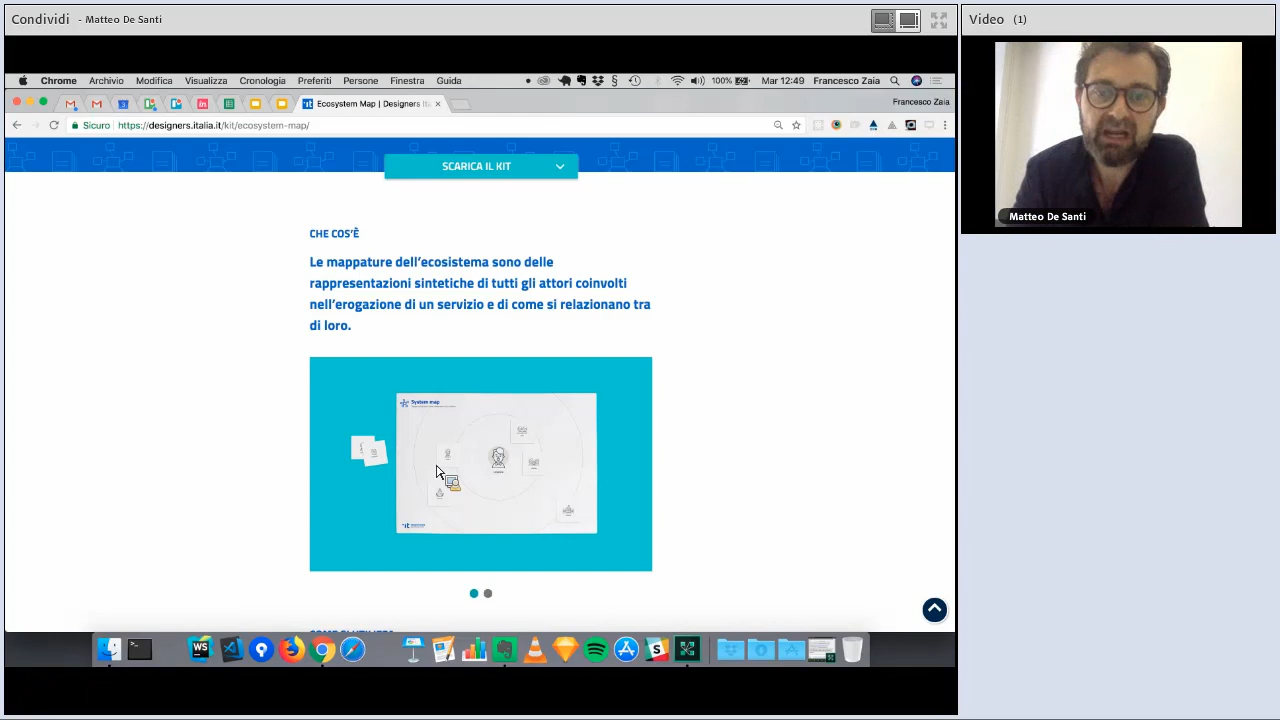 Condividi - Matteo De Santi
Video (1)
Chrome Archivio Modifica Visualizza Cronologia Preferiti Persone Finestra Guida
100% Mar 12:49 Francesco Zaia
Ecosystem Map | Designers Ita
Francesco Zaia
Sicuro https://designers.italia.it/kit/ecosystem-map/
SCARICA IL KIT
Matteo De Santi
CHE COS'È
Le mappature dell'ecosistema sono delle
rappresentazioni sintetiche di tutti gli attori coinvolti
nell'erogazione di un servizio e di come si relazionano tra
di loro.
System map
WS